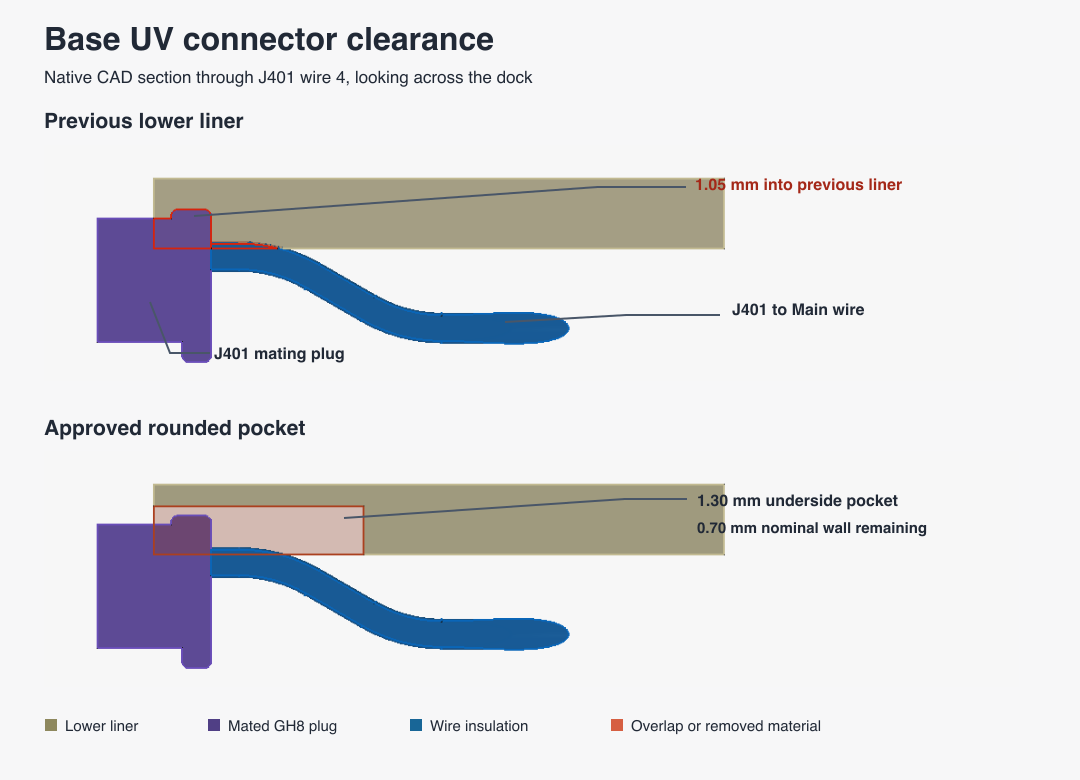 Base UV connector clearance
Native CAD section through J401 wire 4, looking across the dock
Previous lower liner
1.05 mm into previous liner
J401 to Main wire
J401 mating plug
Approved rounded pocket
1.30 mm underside pocket
0.70 mm nominal wall remaining
Lower liner
Mated GH8 plug
Wire insulation
Overlap or removed material